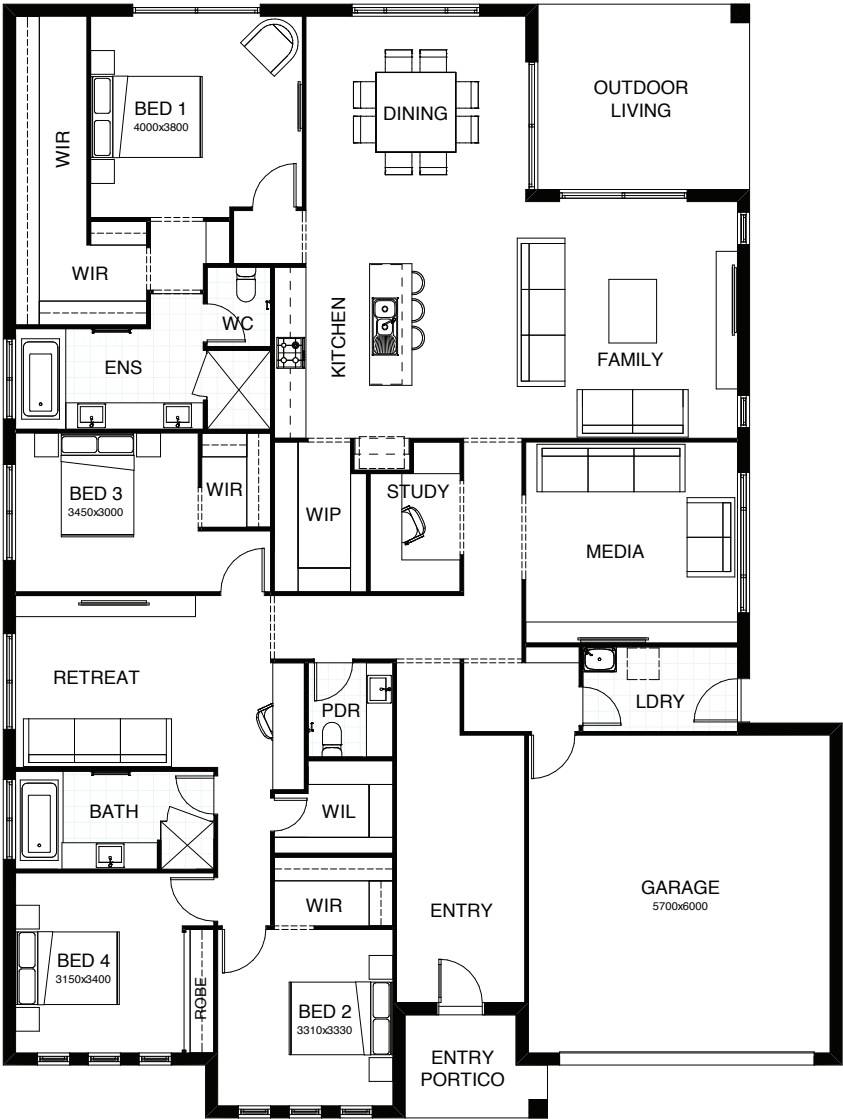 BED 1
4000x3800
WIR
DINING
OUTDOOR
LIVING
WIR
WC
KITCHEN
ENS
FAMILY
BED 3
3450x3000
WIR
WIP
STUDY
MEDIA
RETREAT
PDR
LDRY
BATH
WIL
WIR
ENTRY
GARAGE
5700x6000
BED 4
3150x3400
ROBE
BED 2
3310x3330
ENTRY
PORTICO